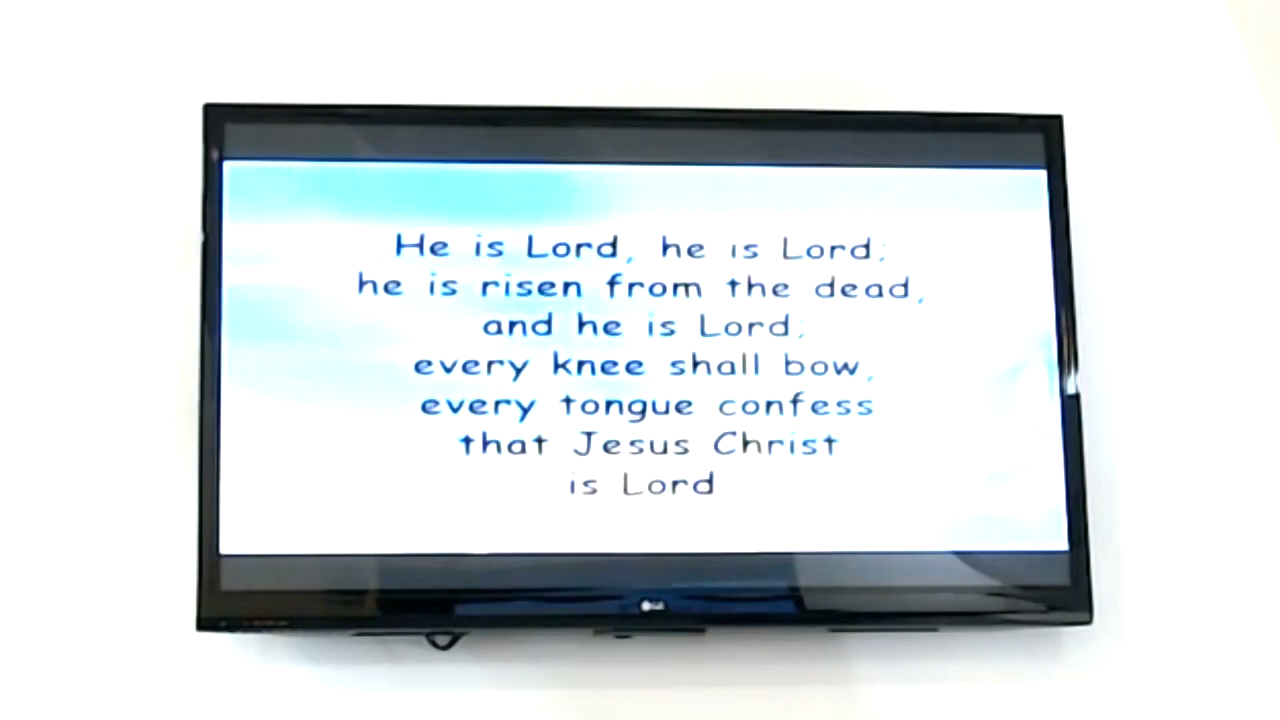 He is Lord, he is Lord;
he is risen from the dead,
and he is Lord;
every knee shall bow,
every tongue confess
that Jesus Christ
is Lord
LG